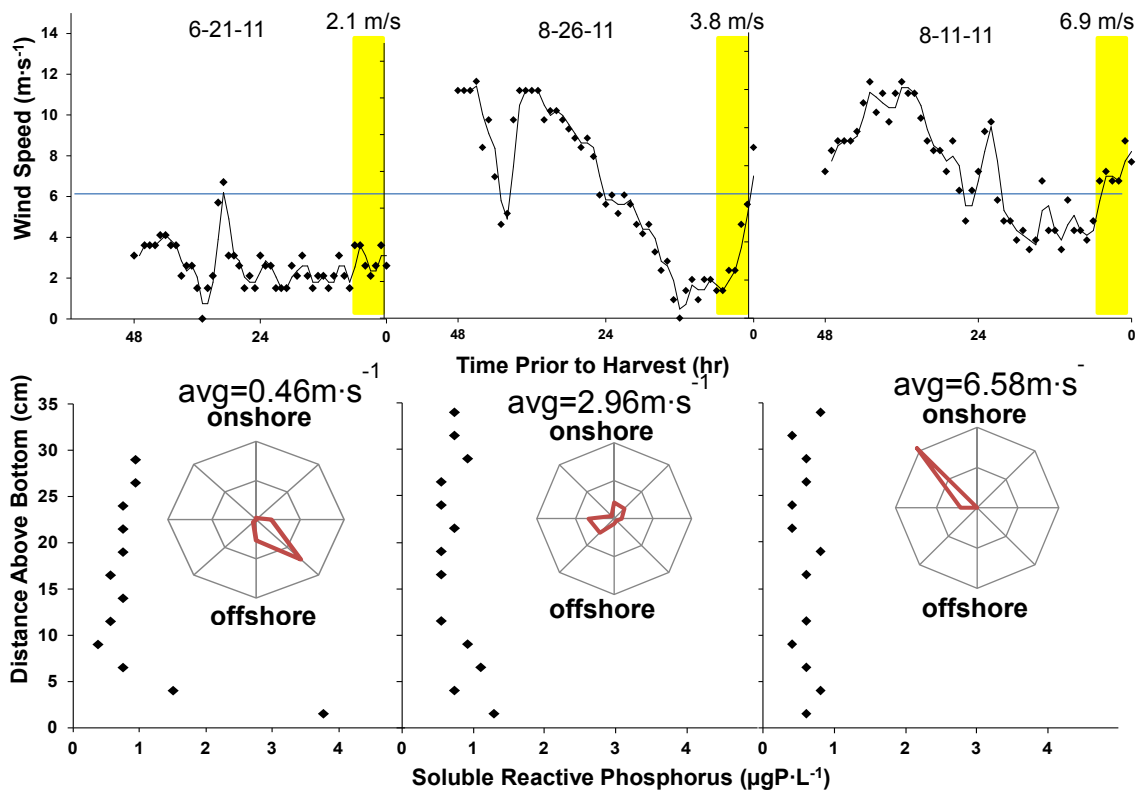 2.1 m/s
3.8 m/s
6.9 m/s
6-21-11
8-26-11
8-11-11
Wind Speed (m·s⁻¹)
14
12
10
8
6
4
2
0
48
24
0
48
24
0
48
24
0
Time Prior to Harvest (hr)
avg=0.46m·s⁻¹
avg=2.96m·s⁻¹
avg=6.58m·s⁻
onshore
onshore
onshore
offshore
offshore
offshore
Distance Above Bottom (cm)
35
30
25
20
15
10
5
0
0
1
2
3
4
0
1
2
3
4
0
1
2
3
4
Soluble Reactive Phosphorus (µgP·L⁻¹)